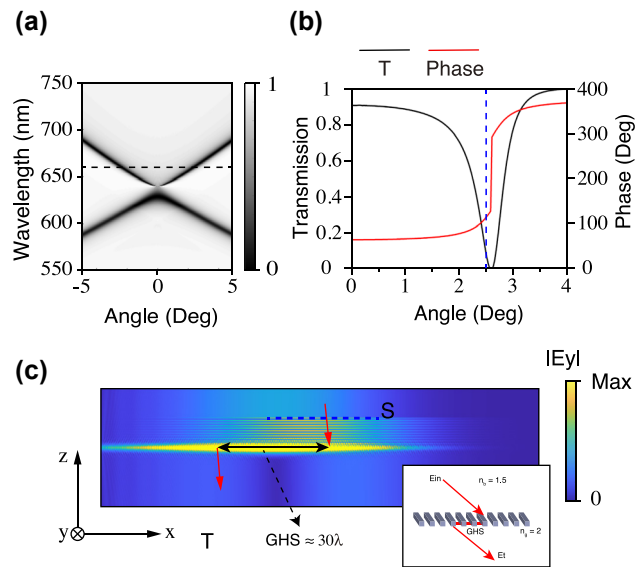 (a)
750
700
650
600
550
Wavelength (nm)
-5
0
5
Angle (Deg)
1
0
(b)
T
Phase
1
0.8
0.6
0.4
0.2
0
Transmission
400
300
200
100
0
Phase (Deg)
0
1
2
3
4
Angle (Deg)
(c)
|Ey|
Max
0
S
z
y
x
T
GHS ≈ 30λ
Ein
n_g = 1.5
n_g = 2
GHS
Et